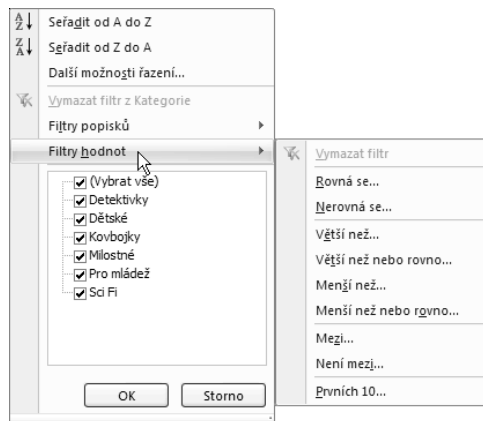 Seřadit od A do Z
Seřadit od Z do A
Další možnosti řazení...
Vymazat filtr z Kategorie
Filtry popisků
Filtry hodnot
(Vybrat vše)
Detektivky
Dětské
Kovbojky
Milostné
Pro mládež
Sci Fi
OK
Storno
Vymazat filtr
Rovná se...
Nerovná se...
Větší než...
Větší než nebo rovno...
Menší než...
Menší než nebo rovno...
Mezi...
Není mezi...
Prvních 10...